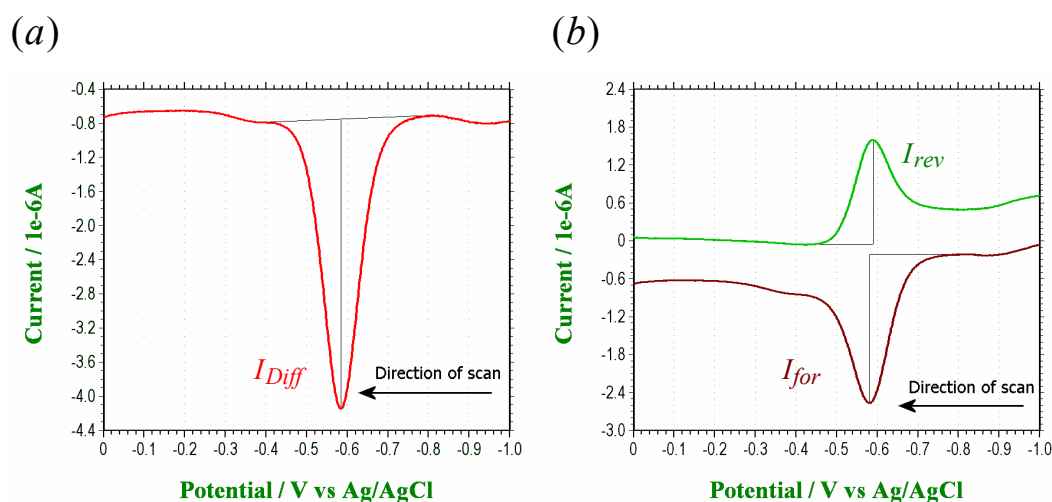 (a)
-0.4
-0.8
-1.2
-1.6
-2.0
-2.4
-2.8
-3.2
-3.6
-4.0
-4.4
Current / 1e-6A
I_Diff
Direction of scan
0 -0.1 -0.2 -0.3 -0.4 -0.5 -0.6 -0.7 -0.8 -0.9 -1.0
Potential / V vs Ag/AgCl
(b)
2.4
1.8
1.2
0.6
0
-0.6
-1.2
-1.8
-2.4
-3.0
Current / 1e-6A
I_rev
I_for
Direction of scan
0 -0.1 -0.2 -0.3 -0.4 -0.5 -0.6 -0.7 -0.8 -0.9 -1.0
Potential / V vs Ag/AgCl